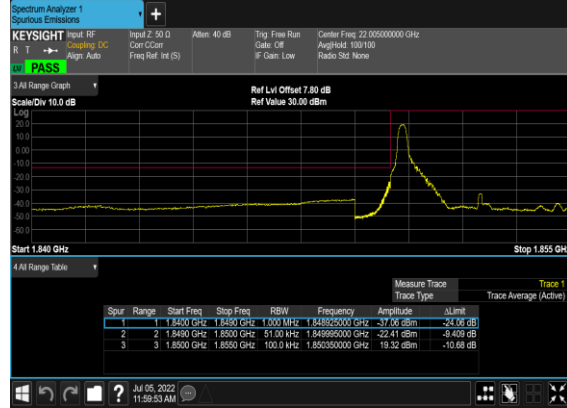 Spectrum Analyzer 1
Spurious Emissions
+
KEYSIGHT Input: RF Input Z: 50 Ω Atten: 40 dB Trig: Free Run Center Freq: 22.005000000 GHz
R T Coupling: DC Corr CCorr Gate: Off Avg|Hold: 100/100
Align: Auto Freq Ref: Int (S) IF Gain: Low Radio Std: None
PASS
3 All Range Graph
Ref Lvl Offset 7.80 dB
Scale/Div 10.0 dB Ref Value 30.00 dBm
Log
20.0
10.0
0.00
-10.0
-20.0
-30.0
-40.0
-50.0
-60.0
Start 1.840 GHz Stop 1.855 GH
4 All Range Table
Measure Trace Trace 1
Trace Type Trace Average (Active)
Spur Range Start Freq Stop Freq RBW Frequency Amplitude ΔLimit
1 1 1.8400 GHz 1.8490 GHz 1.000 MHz 1.848925000 GHz -37.06 dBm -24.06 dB
2 2 1.8490 GHz 1.8500 GHz 51.00 kHz 1.849995000 GHz -22.41 dBm -9.409 dB
3 3 1.8500 GHz 1.8550 GHz 100.0 kHz 1.850350000 GHz 19.32 dBm -10.68 dB
? Jul 05, 2022
11:59:53 AM